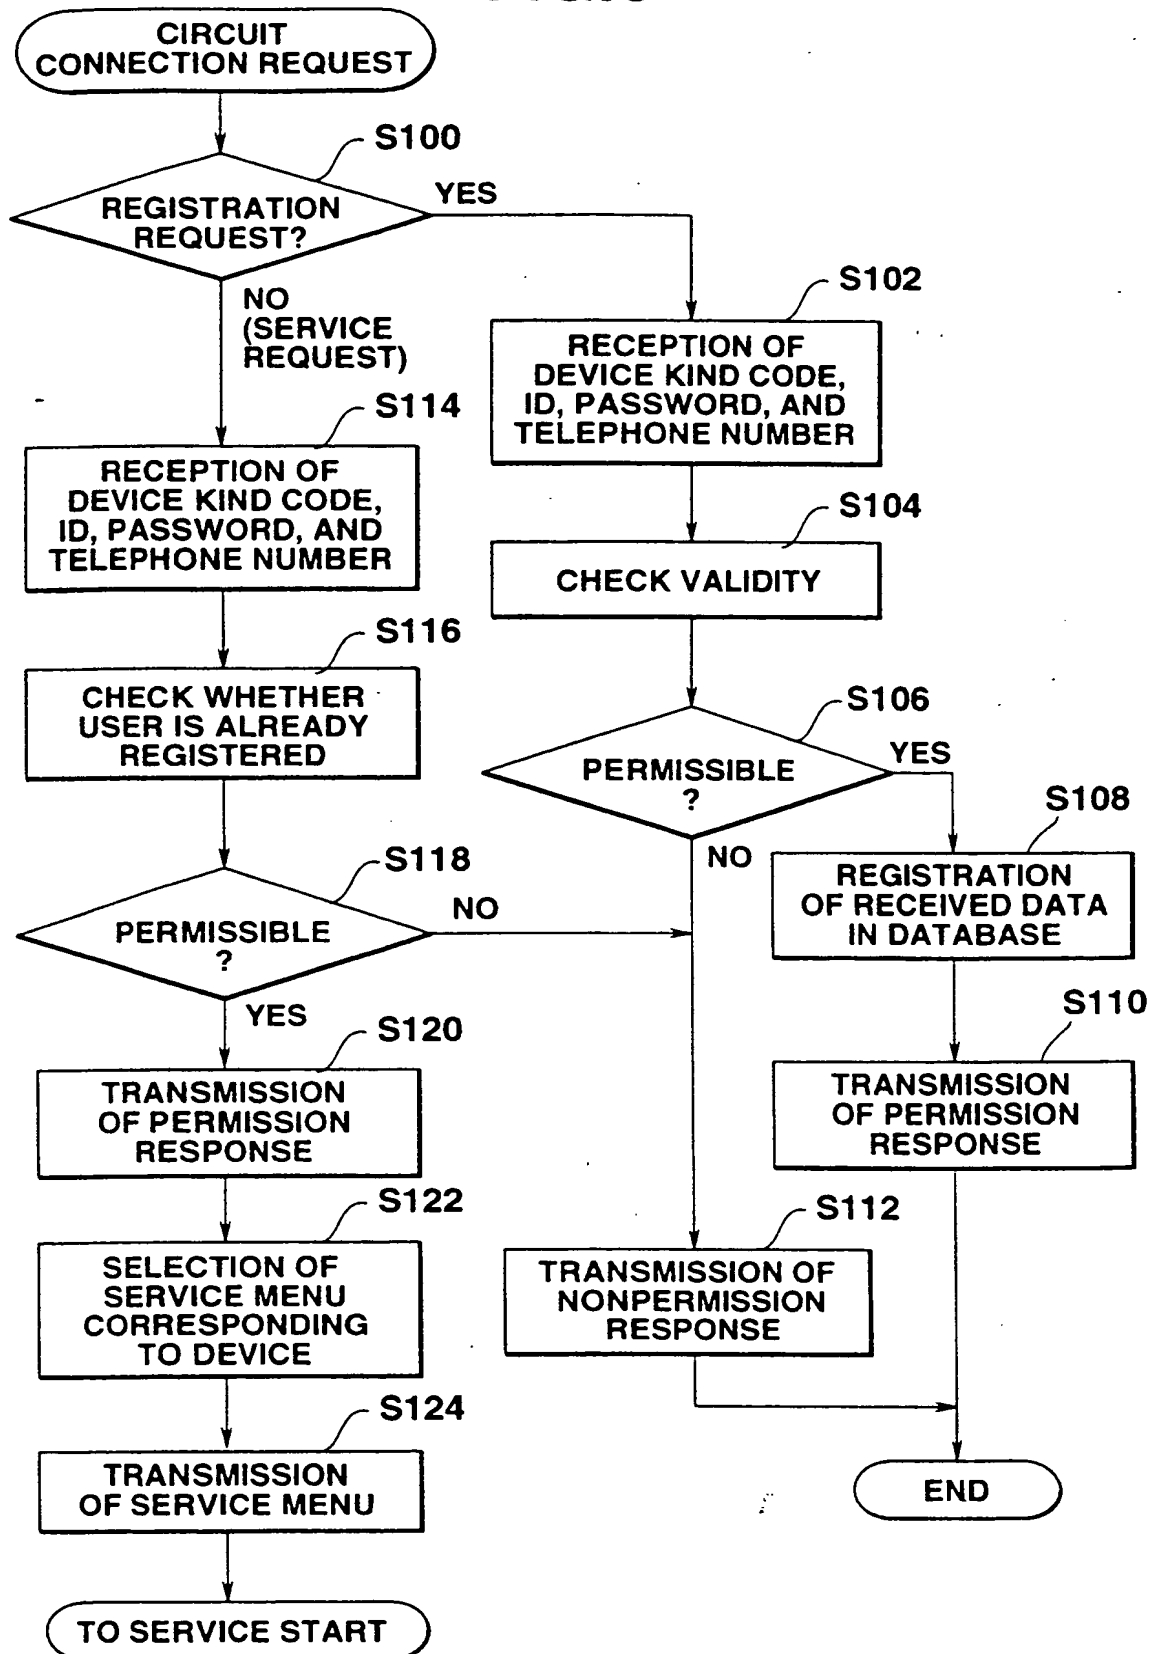 CIRCUIT
CONNECTION REQUEST
S100
REGISTRATION
REQUEST?
YES
NO
(SERVICE
REQUEST)
S102
RECEPTION OF
DEVICE KIND CODE,
ID, PASSWORD, AND
TELEPHONE NUMBER
S114
RECEPTION OF
DEVICE KIND CODE,
ID, PASSWORD, AND
TELEPHONE NUMBER
S104
CHECK VALIDITY
S116
CHECK WHETHER
USER IS ALREADY
REGISTERED
S106
PERMISSIBLE
?
YES
NO
S108
REGISTRATION
OF RECEIVED DATA
IN DATABASE
S118
PERMISSIBLE
?
NO
YES
S110
TRANSMISSION
OF PERMISSION
RESPONSE
S120
TRANSMISSION
OF PERMISSION
RESPONSE
S112
TRANSMISSION OF
NONPERMISSION
RESPONSE
S122
SELECTION OF
SERVICE MENU
CORRESPONDING
TO DEVICE
S124
TRANSMISSION
OF SERVICE MENU
END
TO SERVICE START